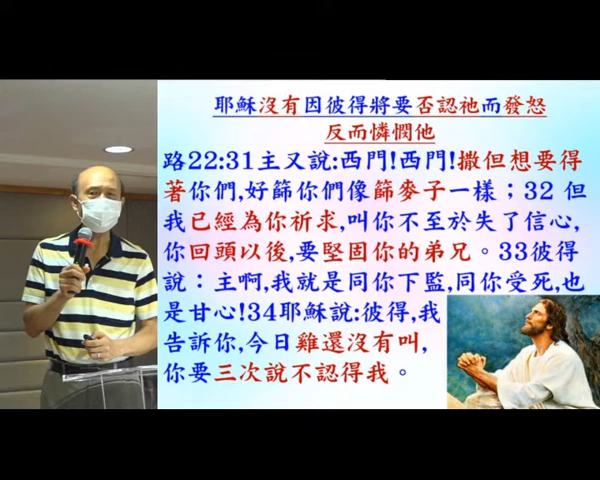 耶穌沒有因彼得將要否認祂而發怒
反而憐憫他
路22:31主又說:西門!西門!撒但想要得
著你們,好篩你們像篩麥子一樣；32 但
我已經為你祈求,叫你不至於失了信心,
你回頭以後,要堅固你的弟兄。33彼得
說：主啊,我就是同你下監,同你受死,也
是甘心!34耶穌說:彼得,我
告訴你,今日雞還沒有叫,
你要三次說不認得我。